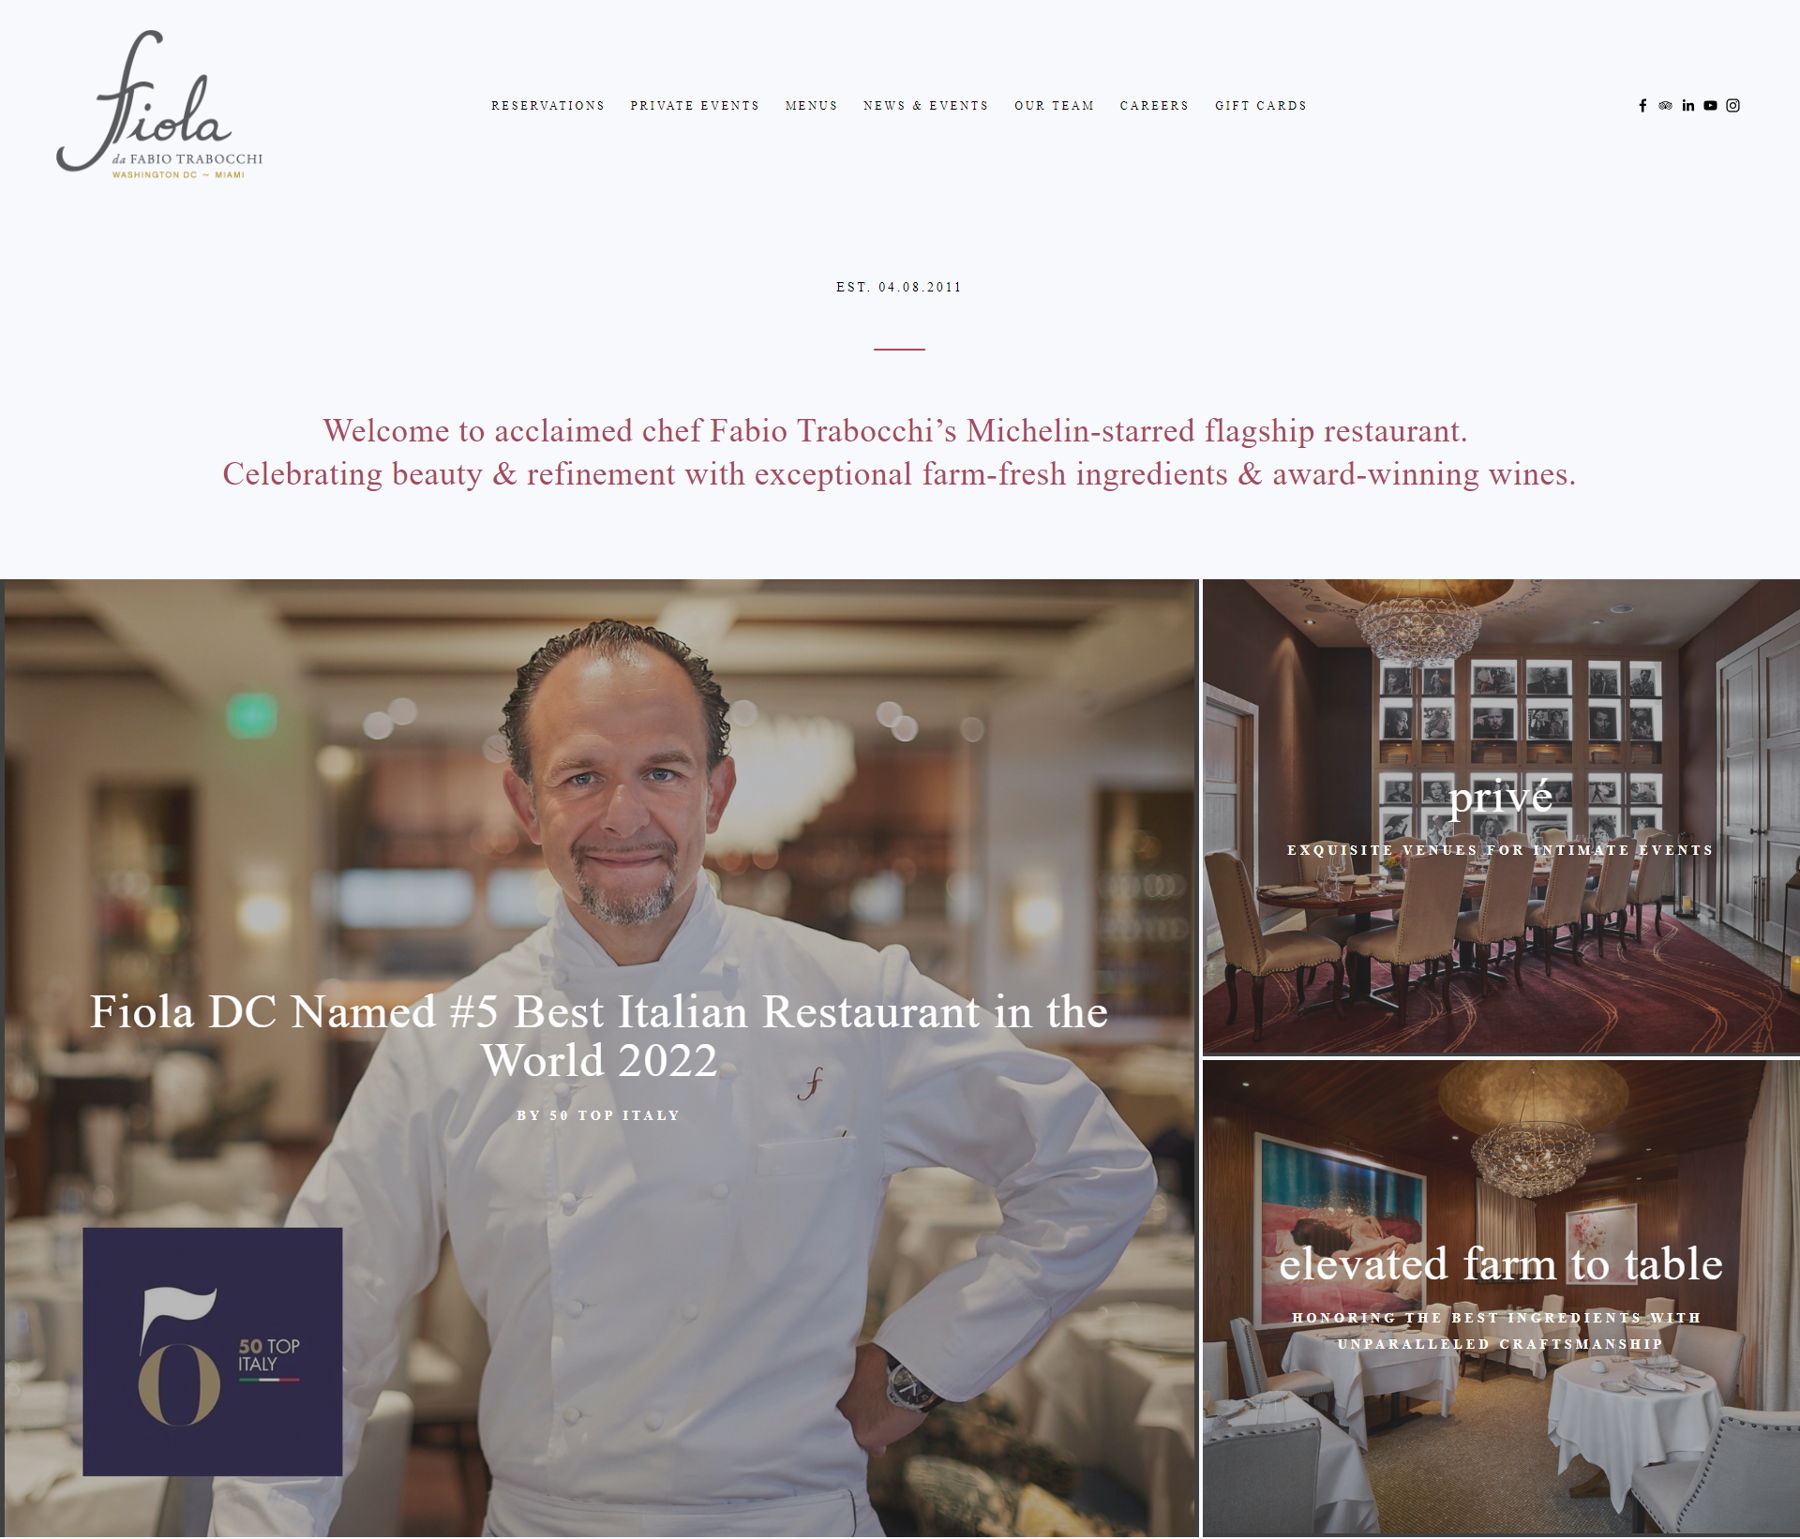 Fiola
da FABIO TRABOCCHI
WASHINGTON DC ~ MIAMI
RESERVATIONS PRIVATE EVENTS MENUS NEWS & EVENTS OUR TEAM CAREERS GIFT CARDS
EST. 04.08.2011
Welcome to acclaimed chef Fabio Trabocchi’s Michelin-starred flagship restaurant.
Celebrating beauty & refinement with exceptional farm-fresh ingredients & award-winning wines.
Fiola DC Named #5 Best Italian Restaurant in the
World 2022
BY 50 TOP ITALY
f
50
50 TOP
ITALY
privé
EXQUISITE VENUES FOR INTIMATE EVENTS
elevated farm to table
HONORING THE BEST INGREDIENTS WITH
UNPARALLELED CRAFTSMANSHIP